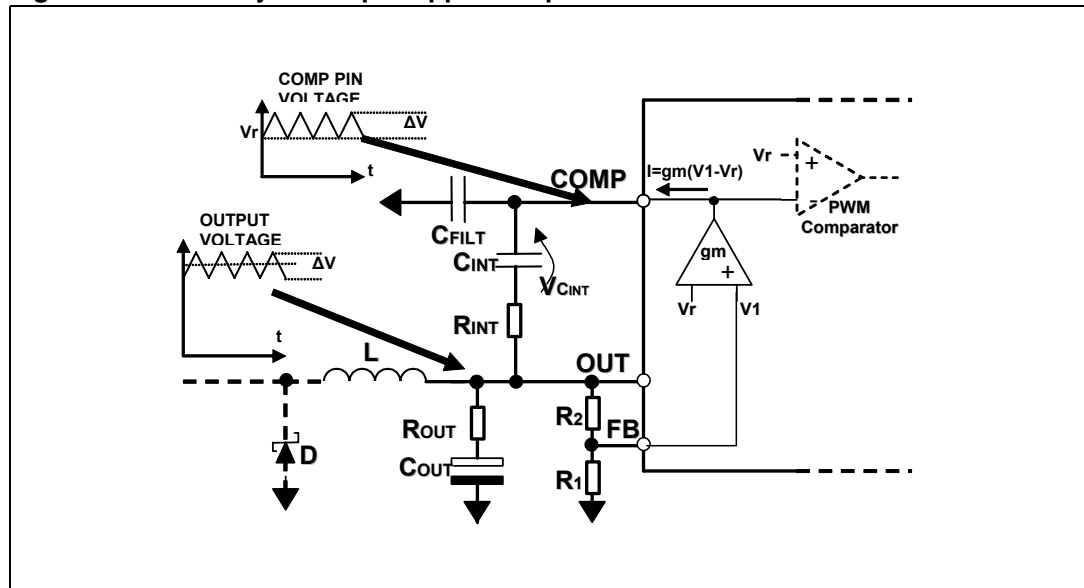 COMP PIN
VOLTAGE
Vr
ΔV
t
OUTPUT
VOLTAGE
ΔV
t
COMP
I=gm(V1-Vr)
Vr
+
-
PWM
Comparator
gm
+
Vr
V1
CFILT
CINT
VCINT
RINT
L
OUT
D
ROUT
COUT
R2
FB
R1